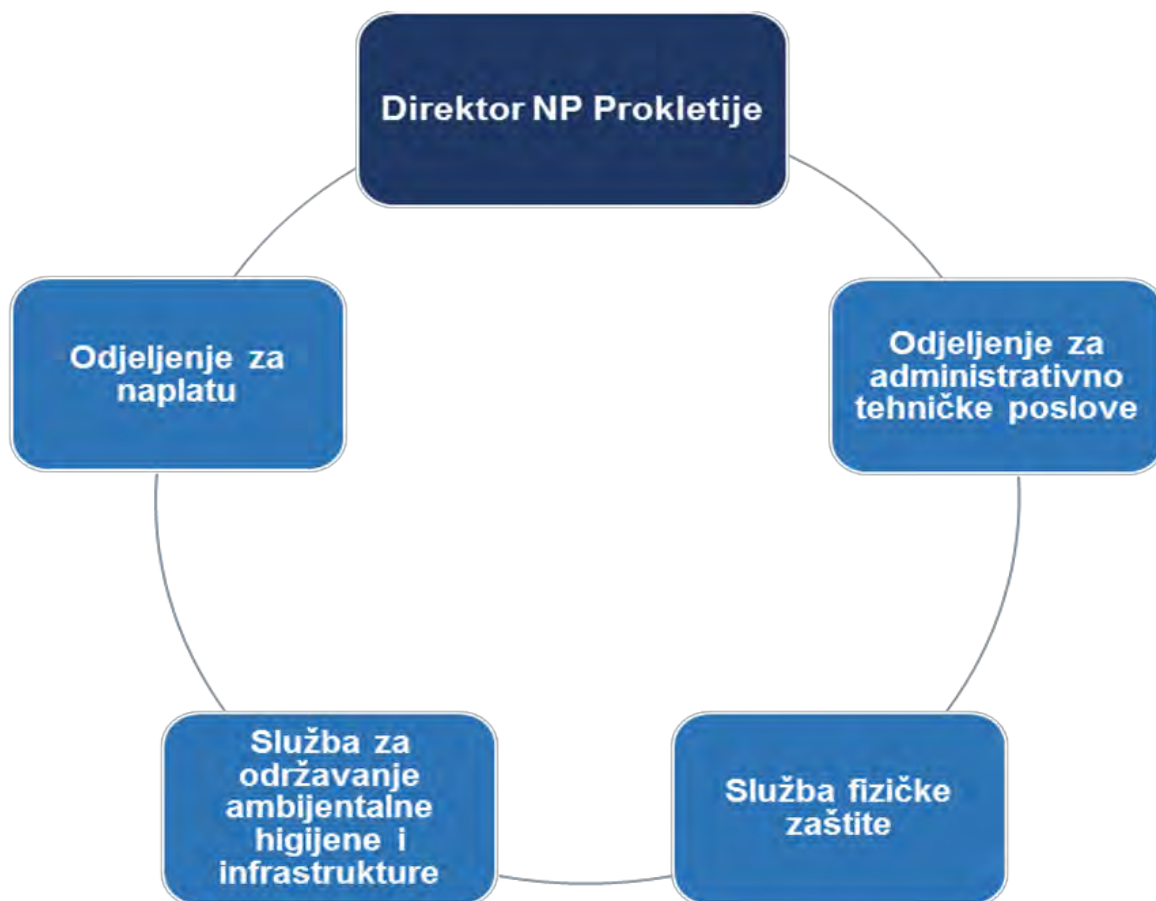 Direktor NP Prokletije
Odjeljenje za
naplatu
Odjeljenje za
administrativno
tehničke poslove
Služba za
održavanje
ambijentalne
higijene i
infrastrukture
Služba fizičke
zaštite